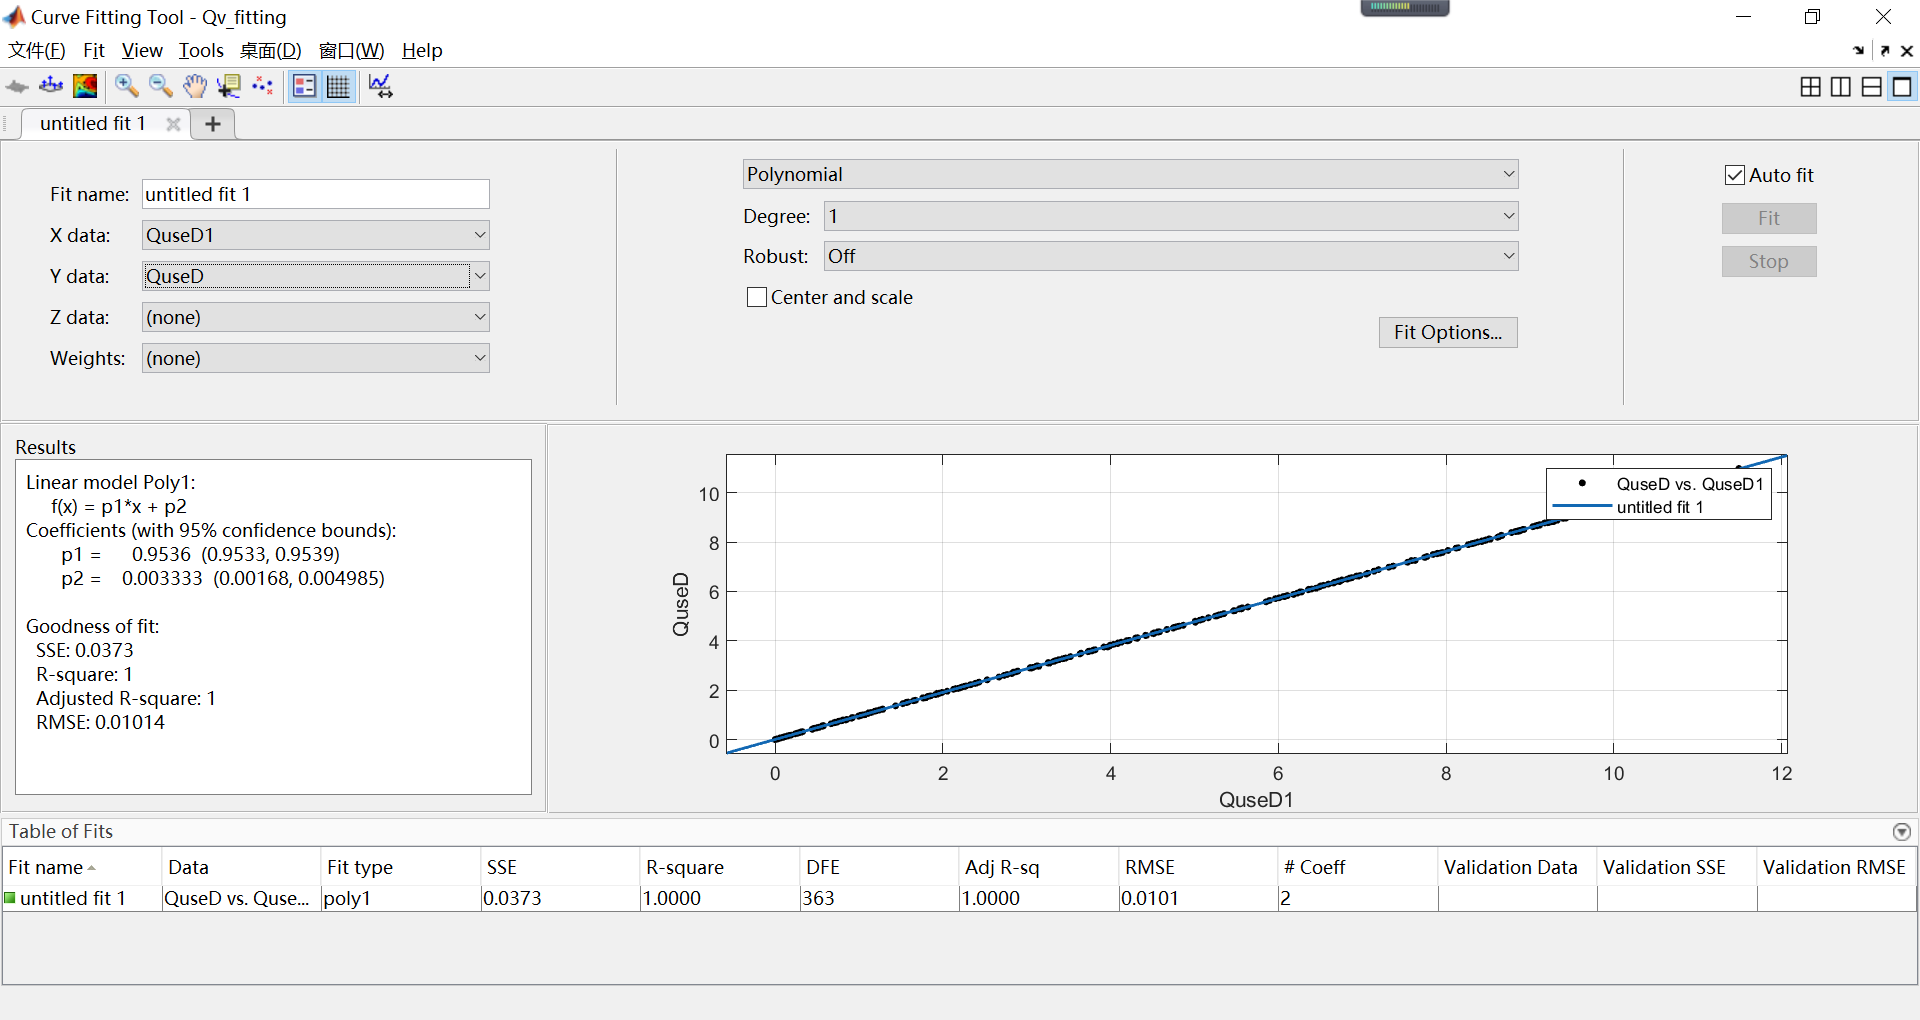 Curve Fitting Tool - Qv_fitting
文件(F) Fit View Tools 桌面(D) 窗口(W) Help
untitled fit 1
Fit name: untitled fit 1
X data: QuseD1
Y data: QuseD
Z data: (none)
Weights: (none)
Polynomial
Degree: 1
Robust: Off
Center and scale
Fit Options...
Auto fit
Fit
Stop
Results
Linear model Poly1:
f(x) = p1*x + p2
Coefficients (with 95% confidence bounds):
p1 = 0.9536 (0.9533, 0.9539)
p2 = 0.003333 (0.00168, 0.004985)
Goodness of fit:
SSE: 0.0373
R-square: 1
Adjusted R-square: 1
RMSE: 0.01014
QuseD vs. QuseD1
untitled fit 1
10
8
6
4
2
0
QuseD
0 2 4 6 8 10 12
QuseD1
Table of Fits
Fit name Data Fit type SSE R-square DFE Adj R-sq RMSE # Coeff Validation Data Validation SSE Validation RMSE
untitled fit 1 QuseD vs. Quse... poly1 0.0373 1.0000 363 1.0000 0.0101 2